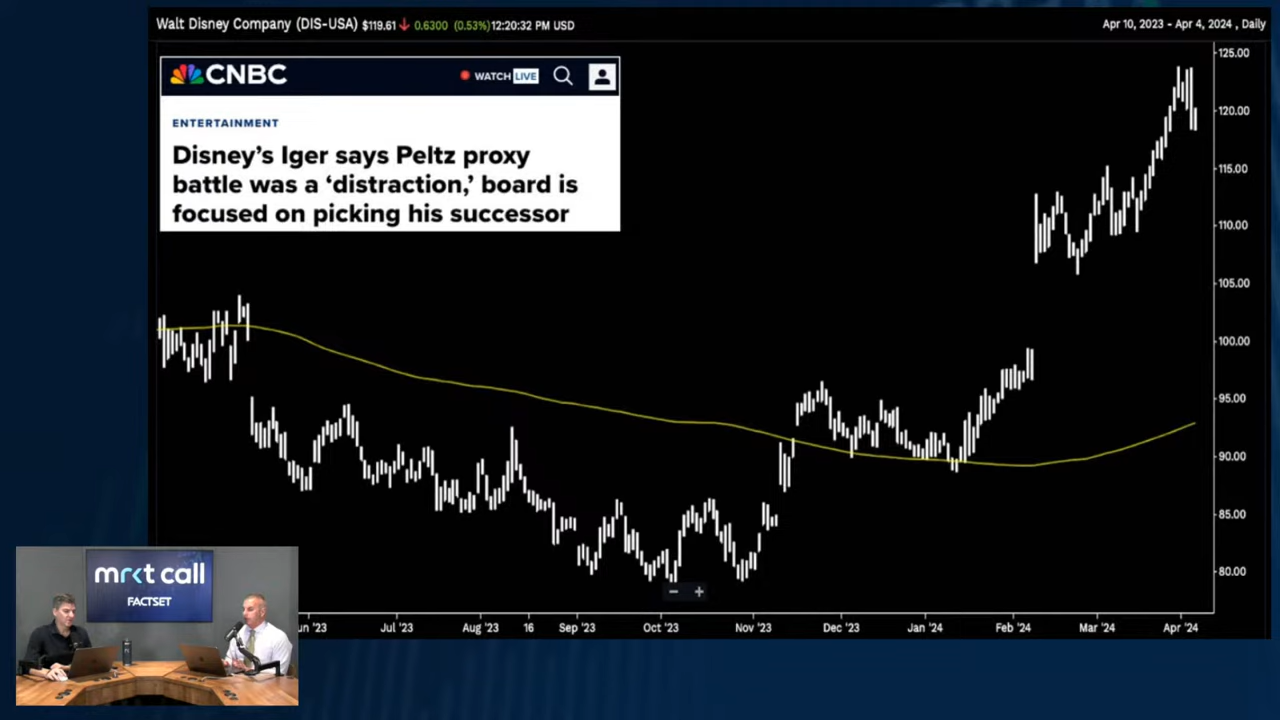 Walt Disney Company (DIS-USA) $119.61 0.6300 (0.53%) 12:20:32 PM USD
Apr 10, 2023 - Apr 4, 2024 , Daily
CNBC
WATCH LIVE
ENTERTAINMENT
Disney’s Iger says Peltz proxy
battle was a ‘distraction,’ board is
focused on picking his successor
125.00
120.00
115.00
110.00
105.00
100.00
95.00
90.00
85.00
80.00
− +
un '23 Jul '23 Aug '23 16 Sep '23 Oct '23 Nov '23 Dec '23 Jan '24 Feb '24 Mar '24 Apr '24
mrkt call
FACTSET